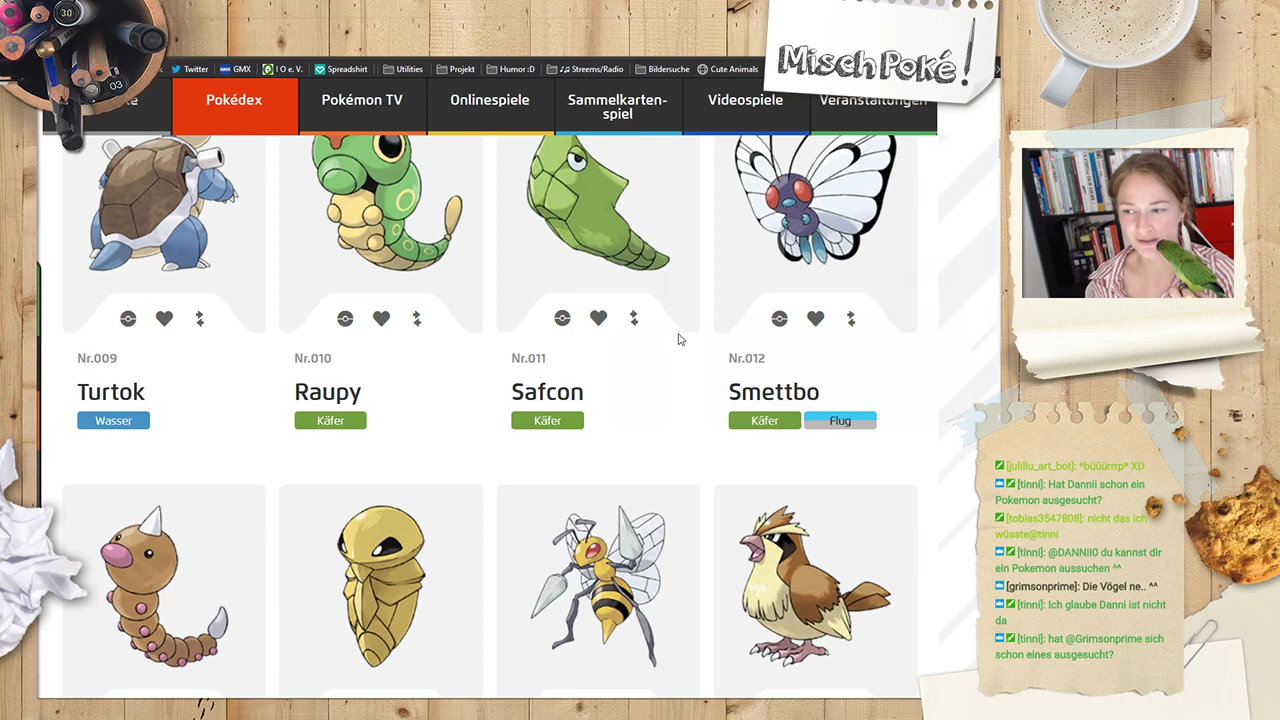 3.0
03
Twitter
GMX
I O e. V.
Spreadshirt
Utilities
Projekt
Humor :D
Streems/Radio
Bildersuche
Cute Animals
Misch Poké!
Pokédex
Pokémon TV
Onlinespiele
Sammelkarten-
spiel
Videospiele
Veranstaltungen
Nr.009
Nr.010
Nr.011
Nr.012
Turtok
Raupy
Safcon
Smettbo
Wasser
Käfer
Käfer
Käfer
Flug
[julillu_art_bot]: *büüürrrp* XD
[tinni]: Hat Dannii schon ein
Pokemon ausgesucht?
[tobias3547808]: nicht das ich
wüsste@tinni
[tinni]: @DANNII0 du kannst dir
ein Pokemon aussuchen ^^
[grimsonprime]: Die Vögel ne.. ^^
[tinni]: Ich glaube Danni ist nicht
da
[tinni]: hat @Grimsonprime sich
schon eines ausgesucht?